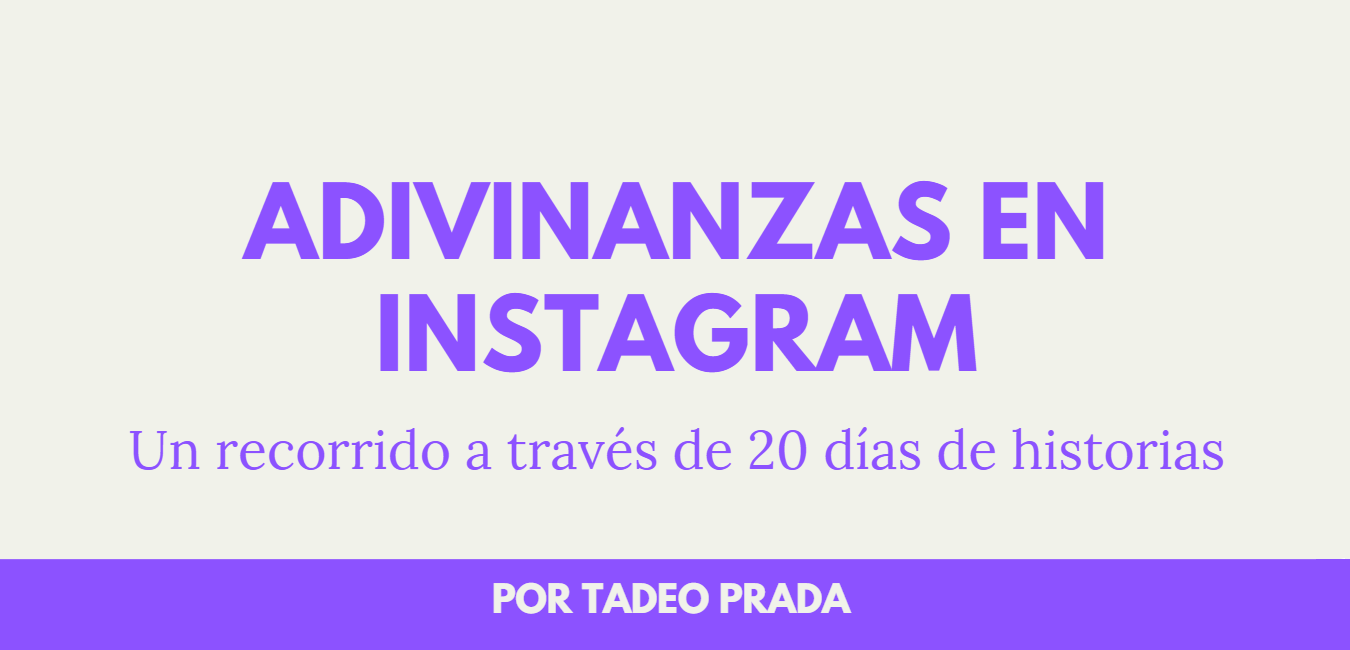 ADIVINANZAS EN
INSTAGRAM
Un recorrido a través de 20 días de historias
POR TADEO PRADA